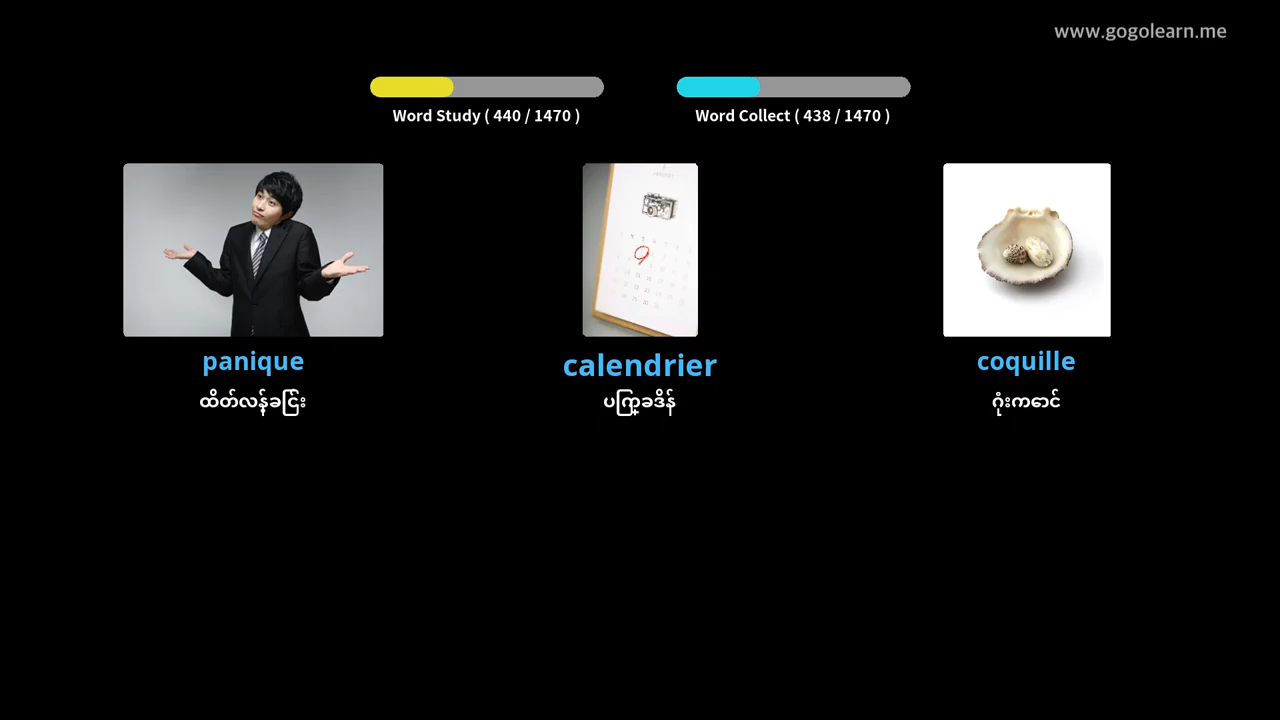 www.gogolearn.me
Word Study ( 440 / 1470 )
Word Collect ( 438 / 1470 )
9
panique
calendrier
coquille
ထိတ်လန့်ခြင်း
ပြက္ခဒိန်
ဂုံးကောင်